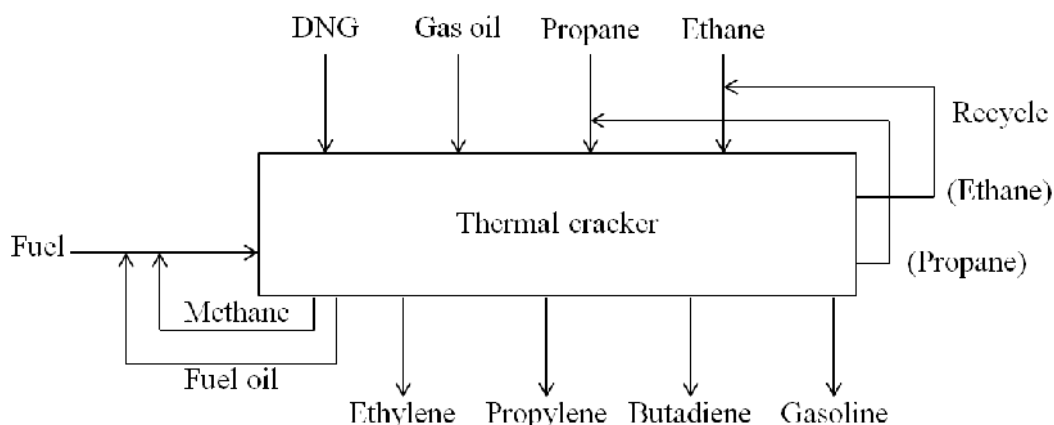 DNG Gas oil Propane Ethane
Recycle
(Ethane)
Thermal cracker
Fuel
(Propane)
Methane
Fuel oil
Ethylene Propylene Butadiene Gasoline